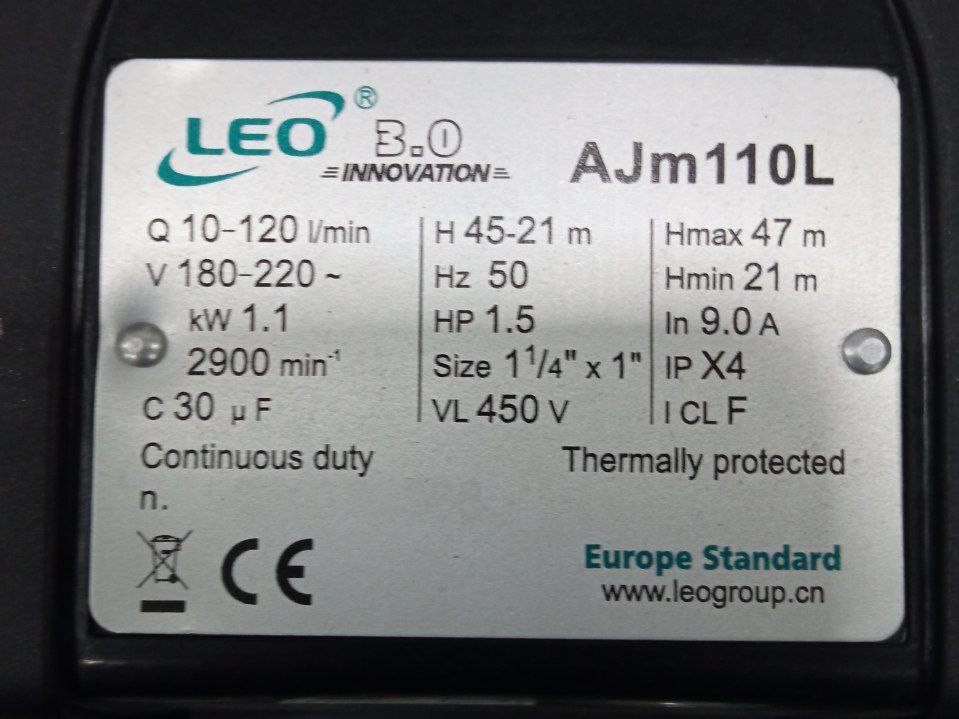 LEO ® 3.0
INNOVATION
AJm110L
Q 10-120 l/min
V 180-220 ~
kW 1.1
2900 min⁻¹
C 30 µF
H 45-21 m
Hz 50
HP 1.5
Size 1 1/4" x 1"
VL 450 V
Hmax 47 m
Hmin 21 m
In 9.0 A
IP X4
I CL F
Continuous duty
Thermally protected
n.
CE
Europe Standard
www.leogroup.cn